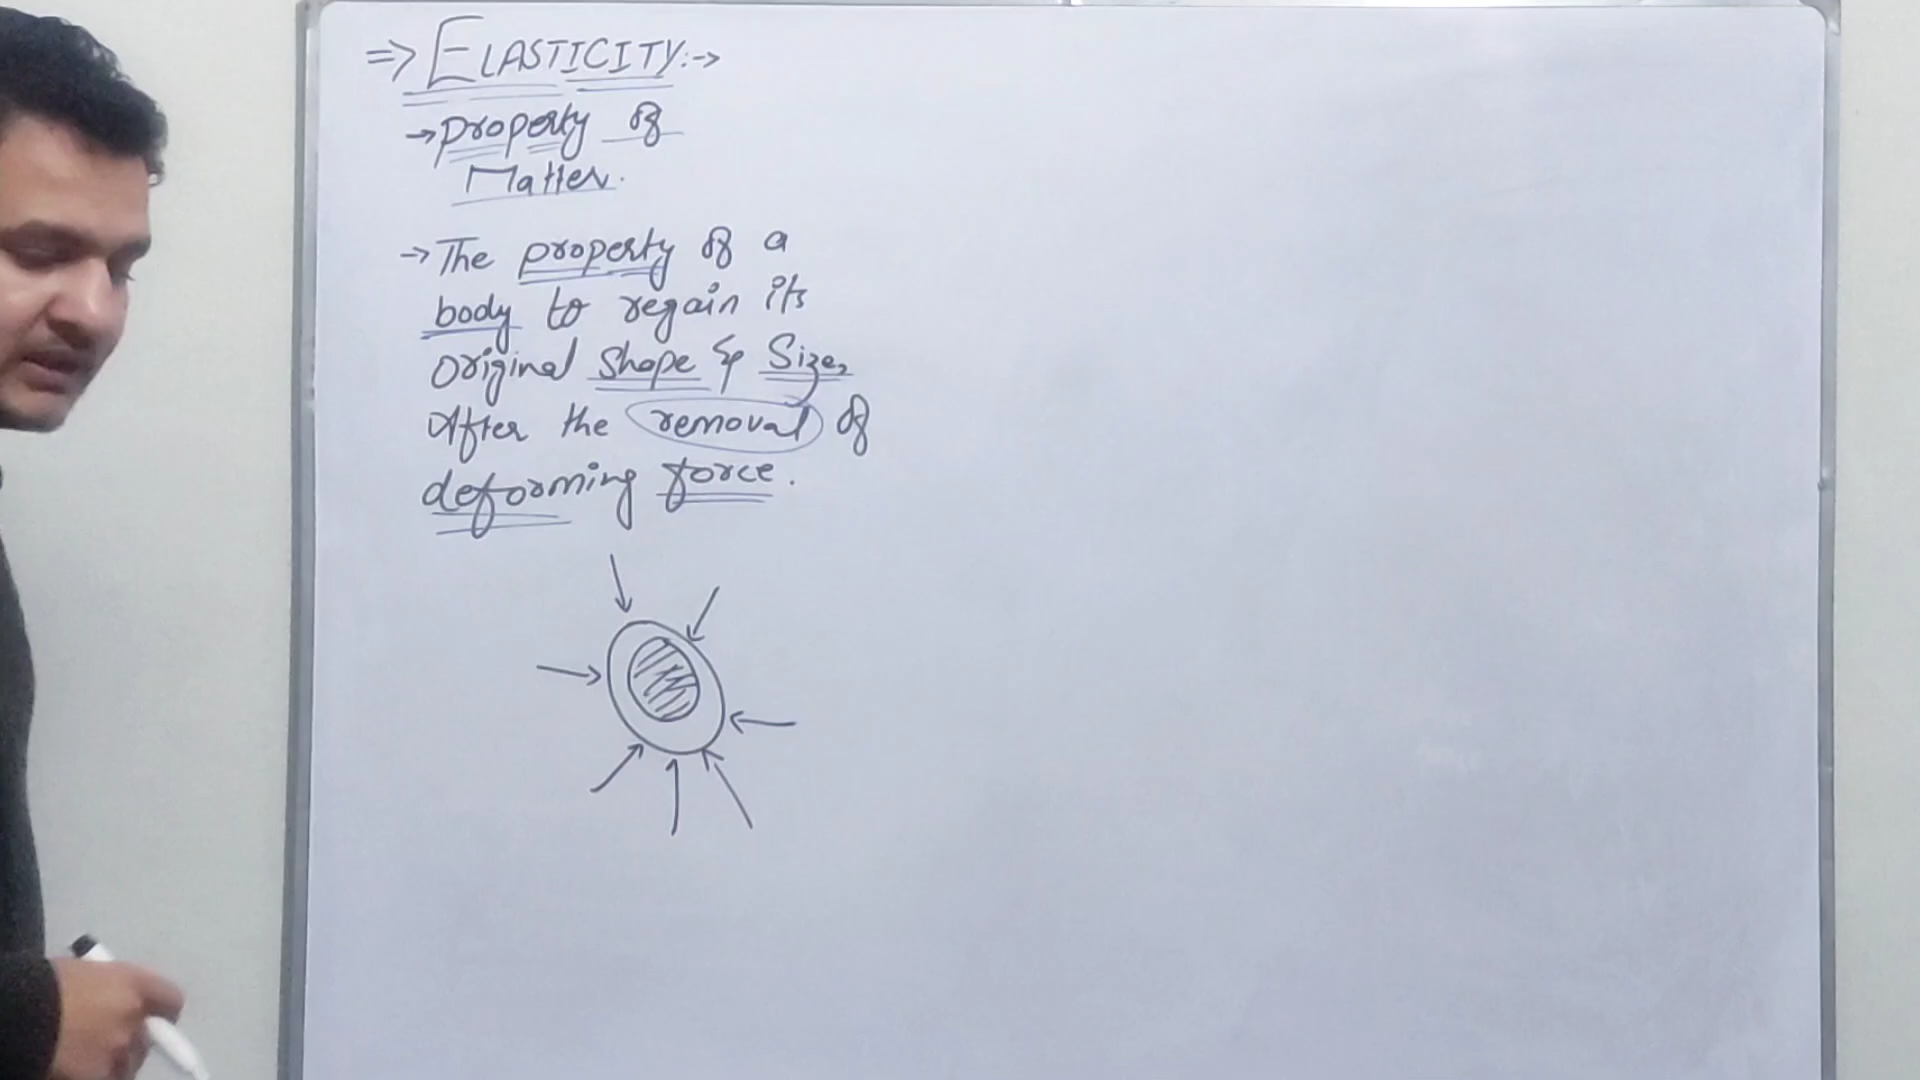 => ELASTICITY:->
→ property of
Matter.
→ The property of a
body to regain its
original shape & size,
After the removal of
deforming force.